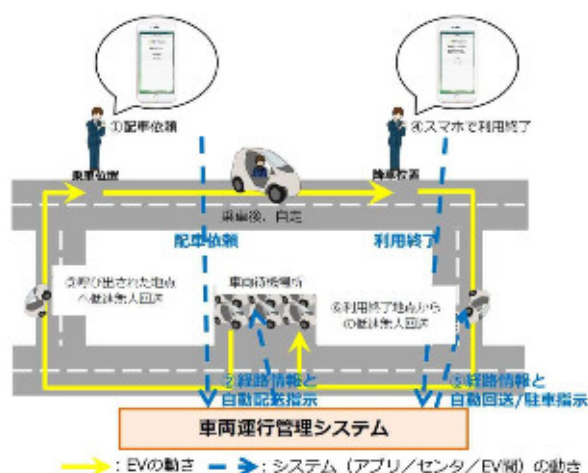 ①配車依頼
④スマホで利用終了
乗車位置
降車位置
乗車後、自走
配車依頼
利用終了
③呼び出された地点
へ低速無人回送
車両待機場所
⑥利用終了地点から
の低速無人回送
②経路情報と
自動配送指示
⑤経路情報と
自動回送/駐車指示
車両運行管理システム
：EVの動き
：システム（アプリ／センタ／EV間）の動き